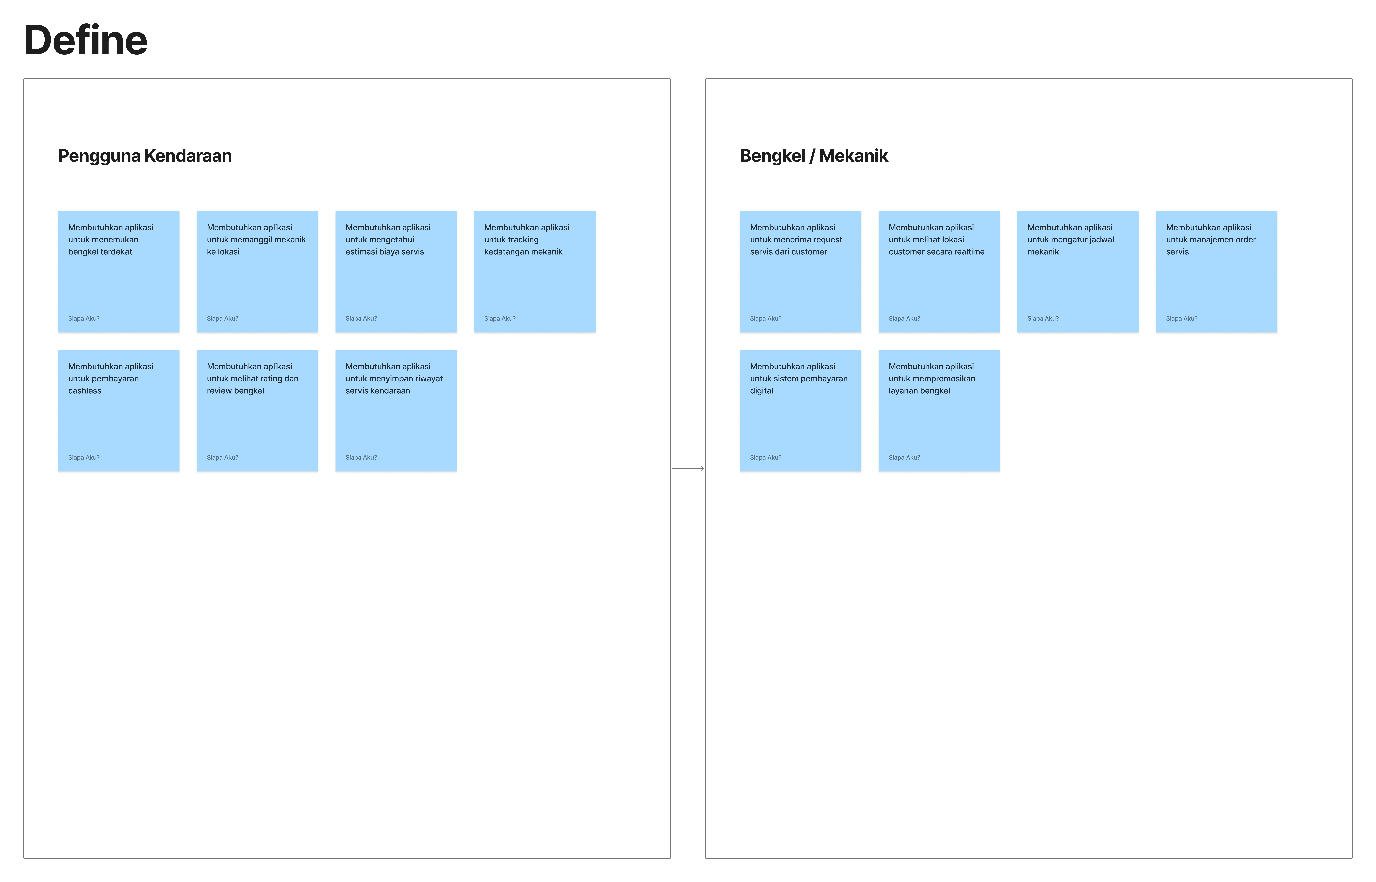 Define
Pengguna Kendaraan
Membutuhkan aplikasi
untuk menemukan
bengkel terdekat
Siapa Aku?
Membutuhkan aplikasi
untuk memanggil mekanik
ke lokasi
Siapa Aku?
Membutuhkan aplikasi
untuk mengetahui
estimasi biaya servis
Siapa Aku?
Membutuhkan aplikasi
untuk tracking
kedatangan mekanik
Siapa Aku?
Membutuhkan aplikasi
untuk pembayaran
cashless
Siapa Aku?
Membutuhkan aplikasi
untuk melihat rating dan
review bengkel
Siapa Aku?
Membutuhkan aplikasi
untuk menyimpan riwayat
servis kendaraan
Siapa Aku?
Bengkel / Mekanik
Membutuhkan aplikasi
untuk menerima request
servis dari customer
Siapa Aku?
Membutuhkan aplikasi
untuk melihat lokasi
customer secara realtime
Siapa Aku?
Membutuhkan aplikasi
untuk mengatur jadwal
mekanik
Siapa Aku?
Membutuhkan aplikasi
untuk manajemen order
servis
Siapa Aku?
Membutuhkan aplikasi
untuk sistem pembayaran
digital
Siapa Aku?
Membutuhkan aplikasi
untuk mempromosikan
layanan bengkel
Siapa Aku?